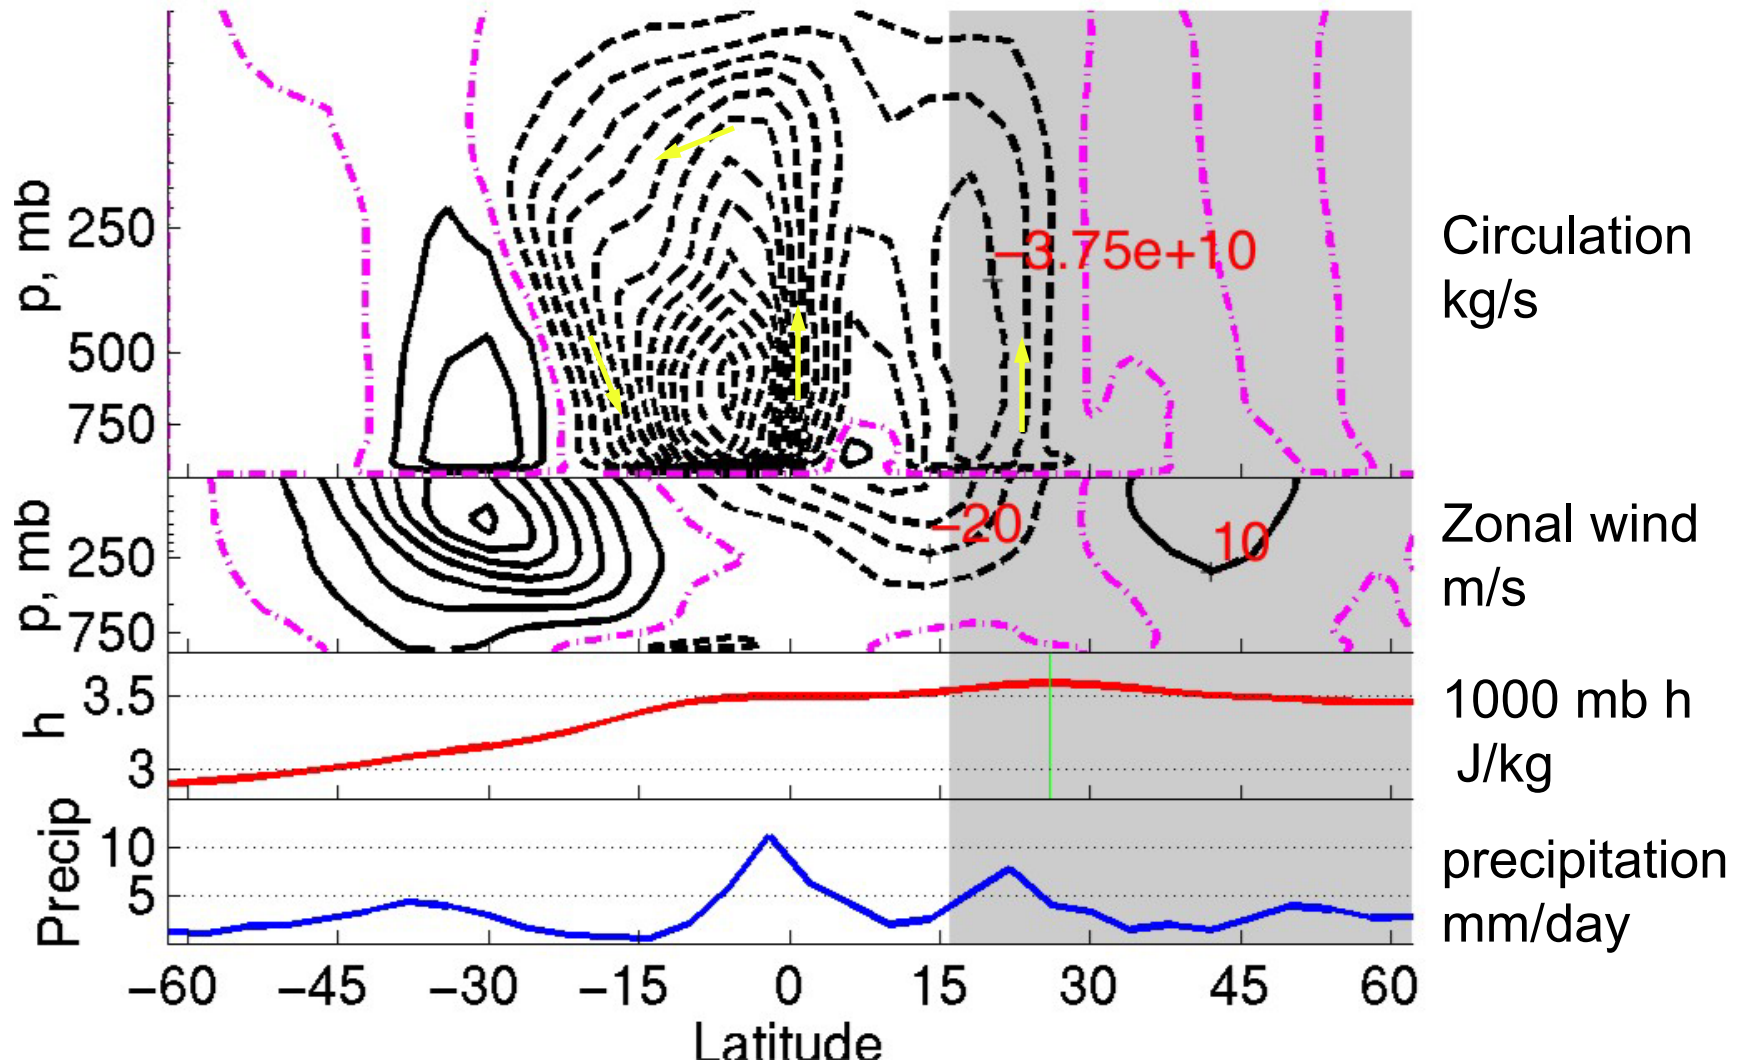 p, mb
250
500
750
−3.75e+10
Circulation
kg/s
p, mb
250
750
−20
10
Zonal wind
m/s
h
3.5
3
1000 mb h
J/kg
Precip
10
5
precipitation
mm/day
−60 −45 −30 −15 0 15 30 45 60
Latitude